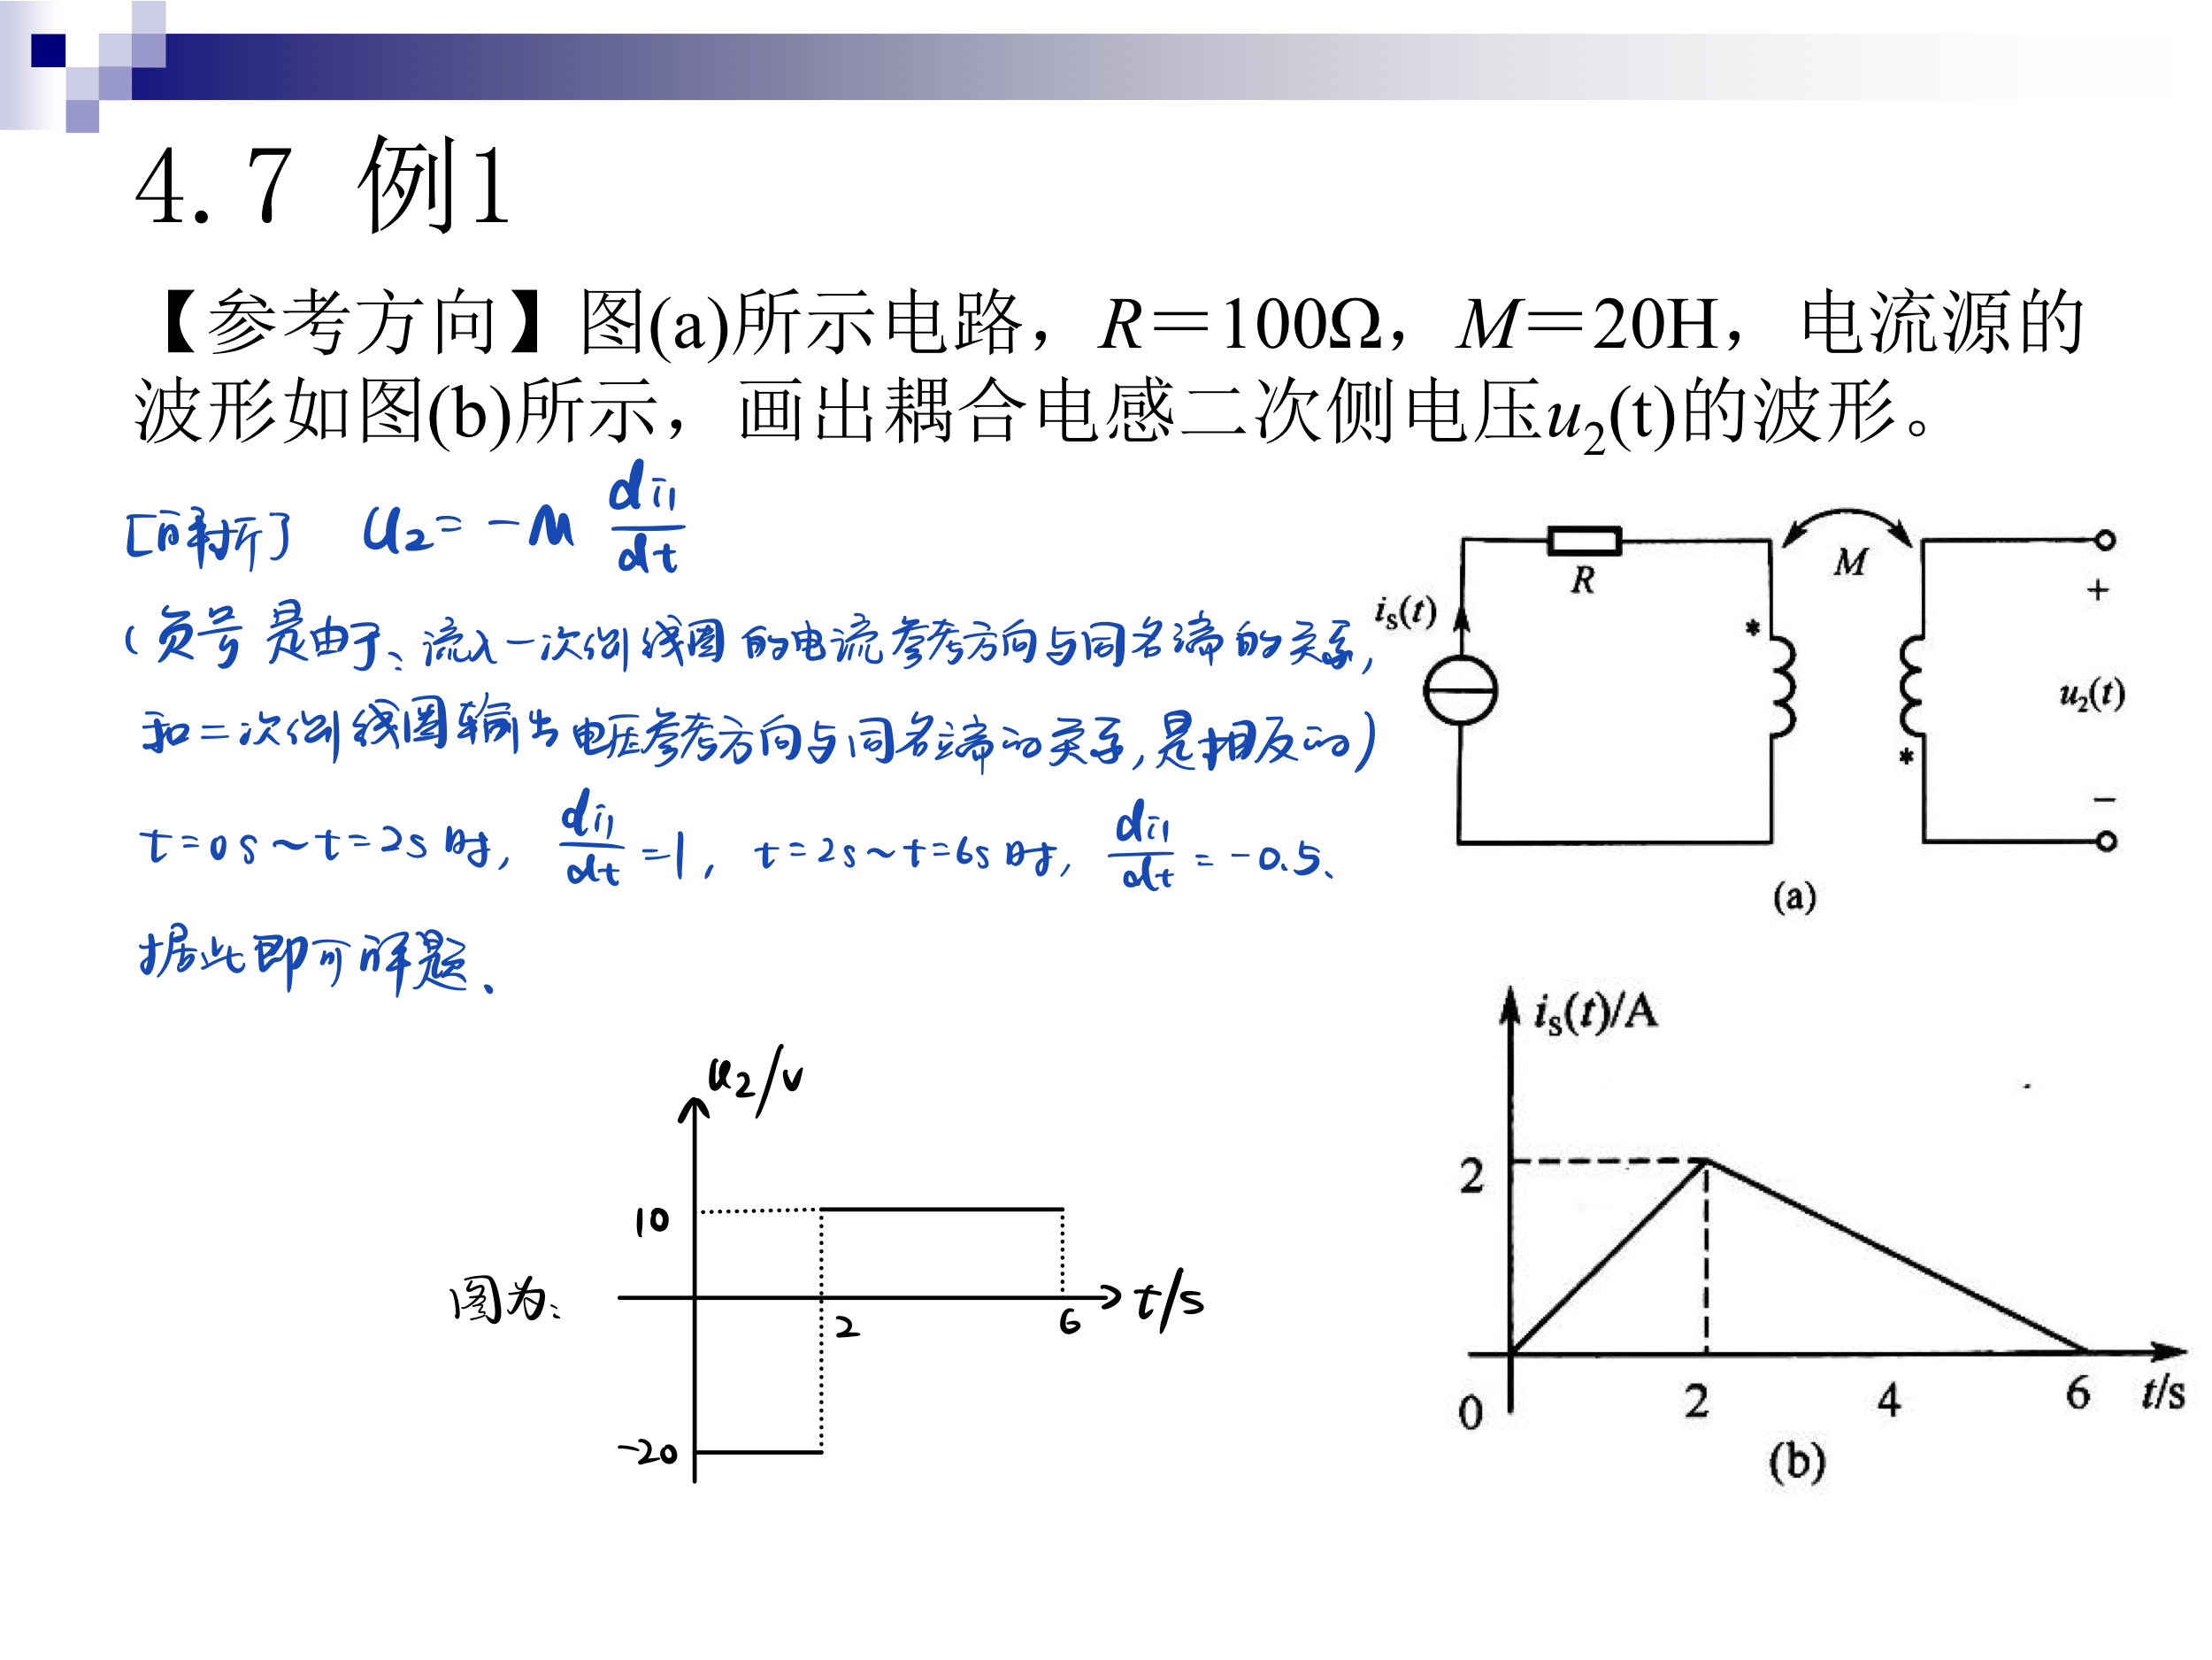 4.7 例1
【参考方向】图(a)所示电路，R＝100Ω，M＝20H，电流源的
波形如图(b)所示，画出耦合电感二次侧电压u₂(t)的波形。
[解析] u₂ = -M di₁/dt
(负号是由于、流入一次侧线圈的电流参考方向与同名端的关系,
和二次侧线圈输出电压参考方向与同名端的关系,是相反的)
t=0s~t=2s时, di₁/dt =1, t=2s~t=6s时, di₁/dt = -0.5、
据此即可解题、
图为:
u₂/v
10
2
6
t/s
-20
R
M
iₛ(t)
*
*
+
u₂(t)
−
(a)
iₛ(t)/A
2
0
2
4
6
t/s
(b)